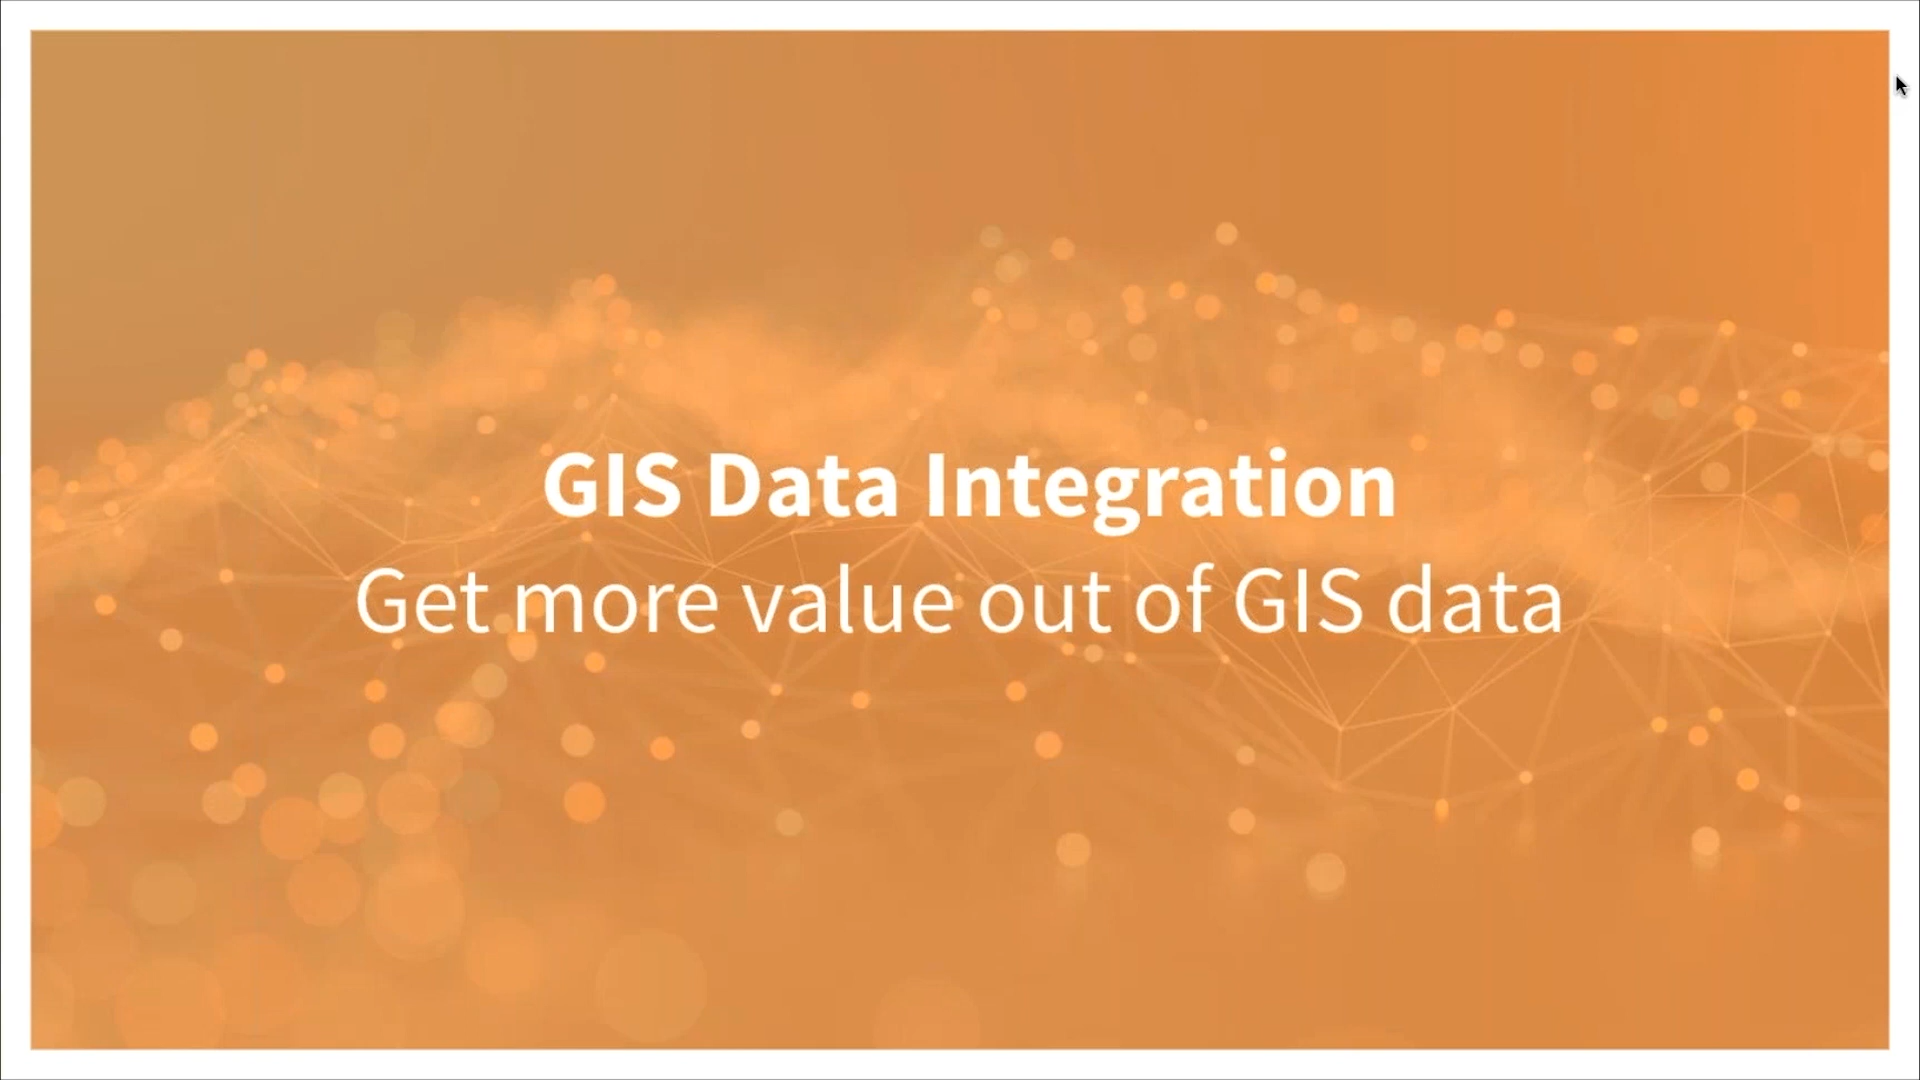 GIS Data Integration
Get more value out of GIS data